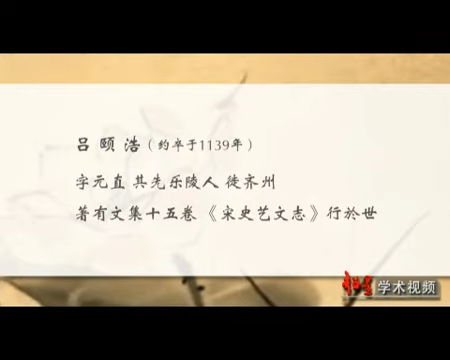 吕颐浩（约卒于1139年）
字元直 其先乐陵人 徙齐州
著有文集十五卷《宋史艺文志》行於世
学术视频